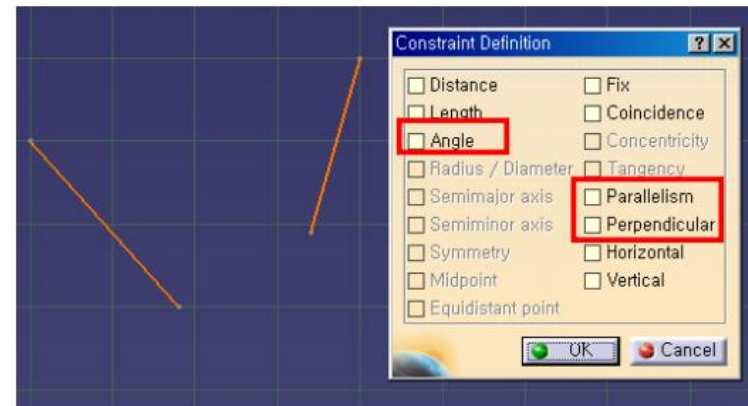 Constraint Definition
Distance
Fix
Length
Coincidence
Angle
Concentricity
Radius / Diameter
Tangency
Semimajor axis
Parallelism
Semiminor axis
Perpendicular
Symmetry
Horizontal
Midpoint
Vertical
Equidistant point
OK
Cancel